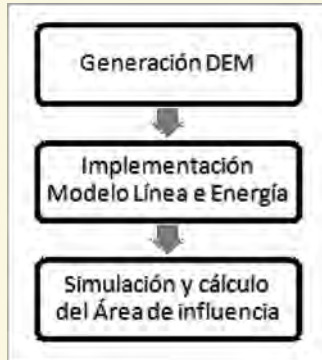 Generación DEM
Implementación
Modelo Línea e Energía
Simulación y cálculo
del Área de influencia